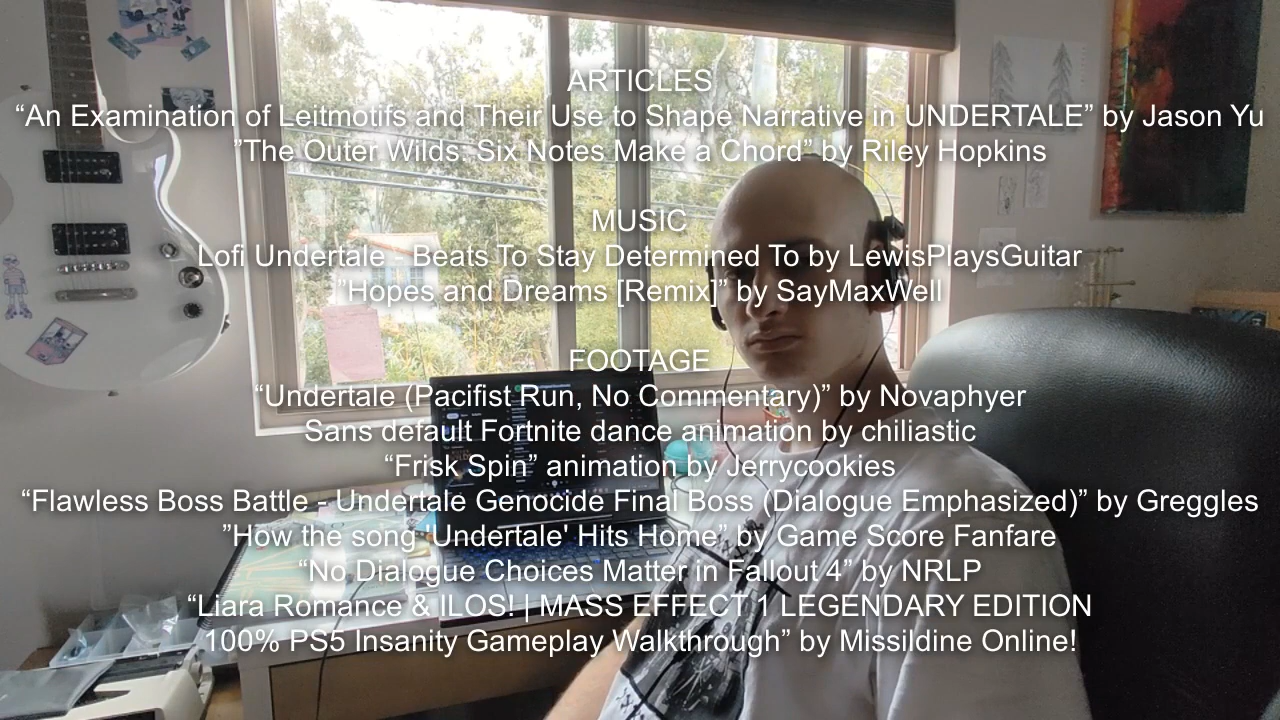 ARTICLES
“An Examination of Leitmotifs and Their Use to Shape Narrative in UNDERTALE” by Jason Yu
”The Outer Wilds: Six Notes Make a Chord” by Riley Hopkins
MUSIC
Lofi Undertale - Beats To Stay Determined To by LewisPlaysGuitar
”Hopes and Dreams [Remix]” by SayMaxWell
FOOTAGE
“Undertale (Pacifist Run, No Commentary)” by Novaphyer
Sans default Fortnite dance animation by chiliastic
“Frisk Spin” animation by Jerrycookies
“Flawless Boss Battle - Undertale Genocide Final Boss (Dialogue Emphasized)” by Greggles
”How the song 'Undertale' Hits Home” by Game Score Fanfare
“No Dialogue Choices Matter in Fallout 4” by NRLP
“Liara Romance & ILOS! | MASS EFFECT 1 LEGENDARY EDITION
100% PS5 Insanity Gameplay Walkthrough” by Missildine Online!